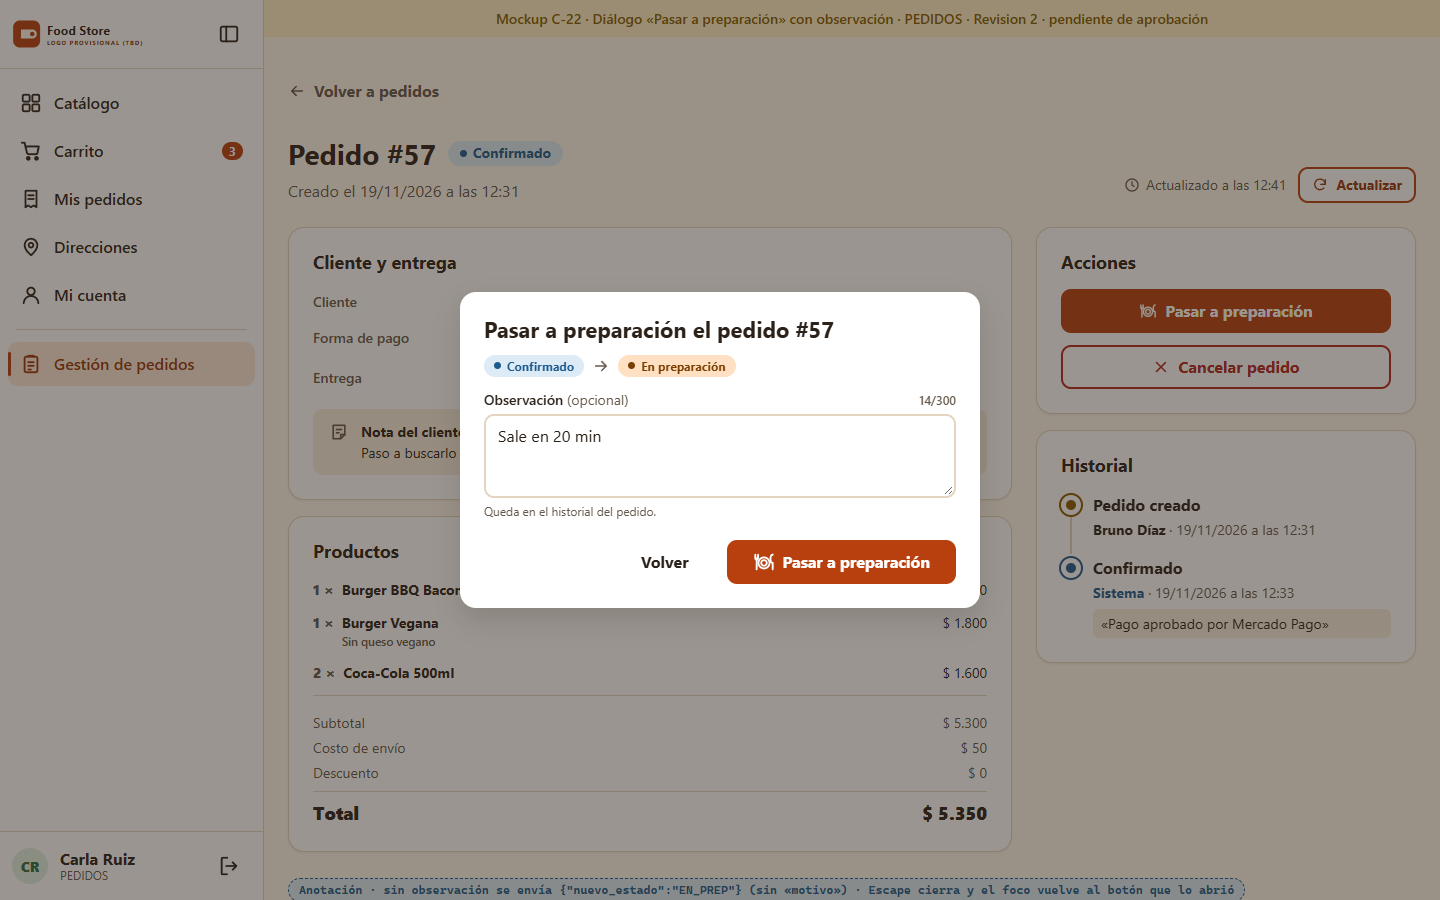 Mockup C-22 · Diálogo «Pasar a preparación» con observación · PEDIDOS · Revision 2 · pendiente de aprobación
Food Store
LOGO PROVISIONAL (TBD)
Catálogo
Carrito
3
Mis pedidos
Direcciones
Mi cuenta
Gestión de pedidos
Carla Ruiz
CR
PEDIDOS
Volver a pedidos
Pedido #57
Confirmado
Creado el 19/11/2026 a las 12:31
Actualizado a las 12:41
Actualizar
Cliente y entrega
Cliente
Forma de pago
Entrega
Nota del cliente
Paso a buscarlo
Productos
1 × Burger BBQ Bacon
0
1 × Burger Vegana
$ 1.800
Sin queso vegano
2 × Coca-Cola 500ml
$ 1.600
Subtotal
$ 5.300
Costo de envío
$ 50
Descuento
$ 0
Total
$ 5.350
Acciones
Pasar a preparación
Cancelar pedido
Historial
Pedido creado
Bruno Díaz · 19/11/2026 a las 12:31
Confirmado
Sistema · 19/11/2026 a las 12:33
«Pago aprobado por Mercado Pago»
Pasar a preparación el pedido #57
Confirmado
En preparación
Observación (opcional)
14/300
Sale en 20 min
Queda en el historial del pedido.
Volver
Pasar a preparación
Anotación · sin observación se envía {"nuevo_estado":"EN_PREP"} (sin «motivo») · Escape cierra y el foco vuelve al botón que lo abrió